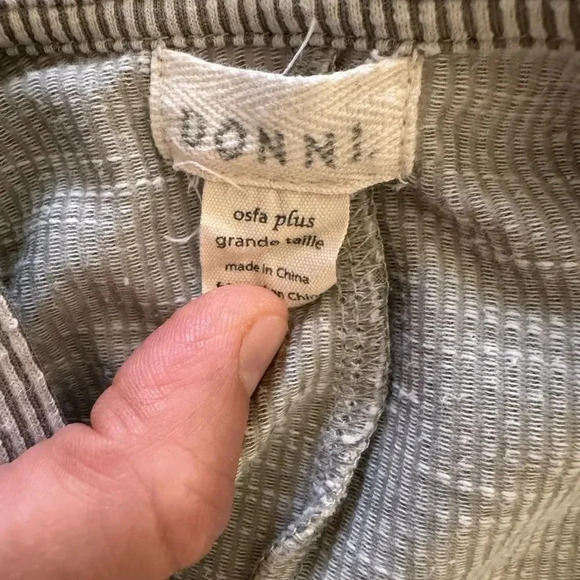 DONNI.
osfa plus
grande taille
made in China